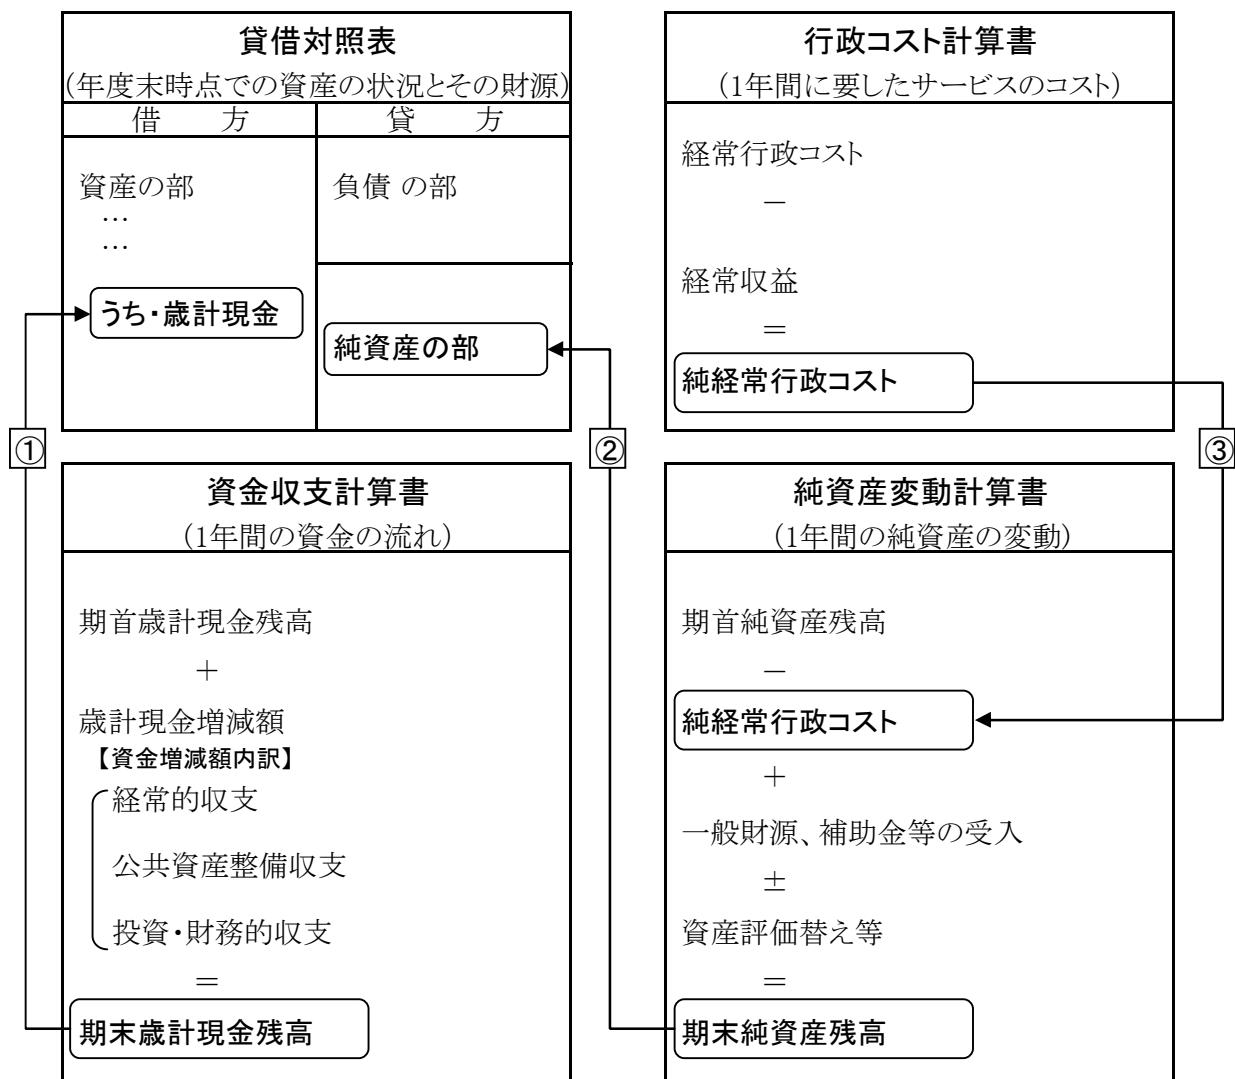 貸借対照表
(年度末時点での資産の状況とその財源)
借　　方
貸　　方
資産の部
…
…
うち・歳計現金
負債 の部
純資産の部
行政コスト計算書
(1年間に要したサービスのコスト)
経常行政コスト
－
経常収益
＝
純経常行政コスト
①
②
③
資金収支計算書
(1年間の資金の流れ)
期首歳計現金残高
＋
歳計現金増減額
【資金増減額内訳】
経常的収支
公共資産整備収支
投資・財務的収支
＝
期末歳計現金残高
純資産変動計算書
(1年間の純資産の変動)
期首純資産残高
－
純経常行政コスト
＋
一般財源、補助金等の受入
±
資産評価替え等
＝
期末純資産残高